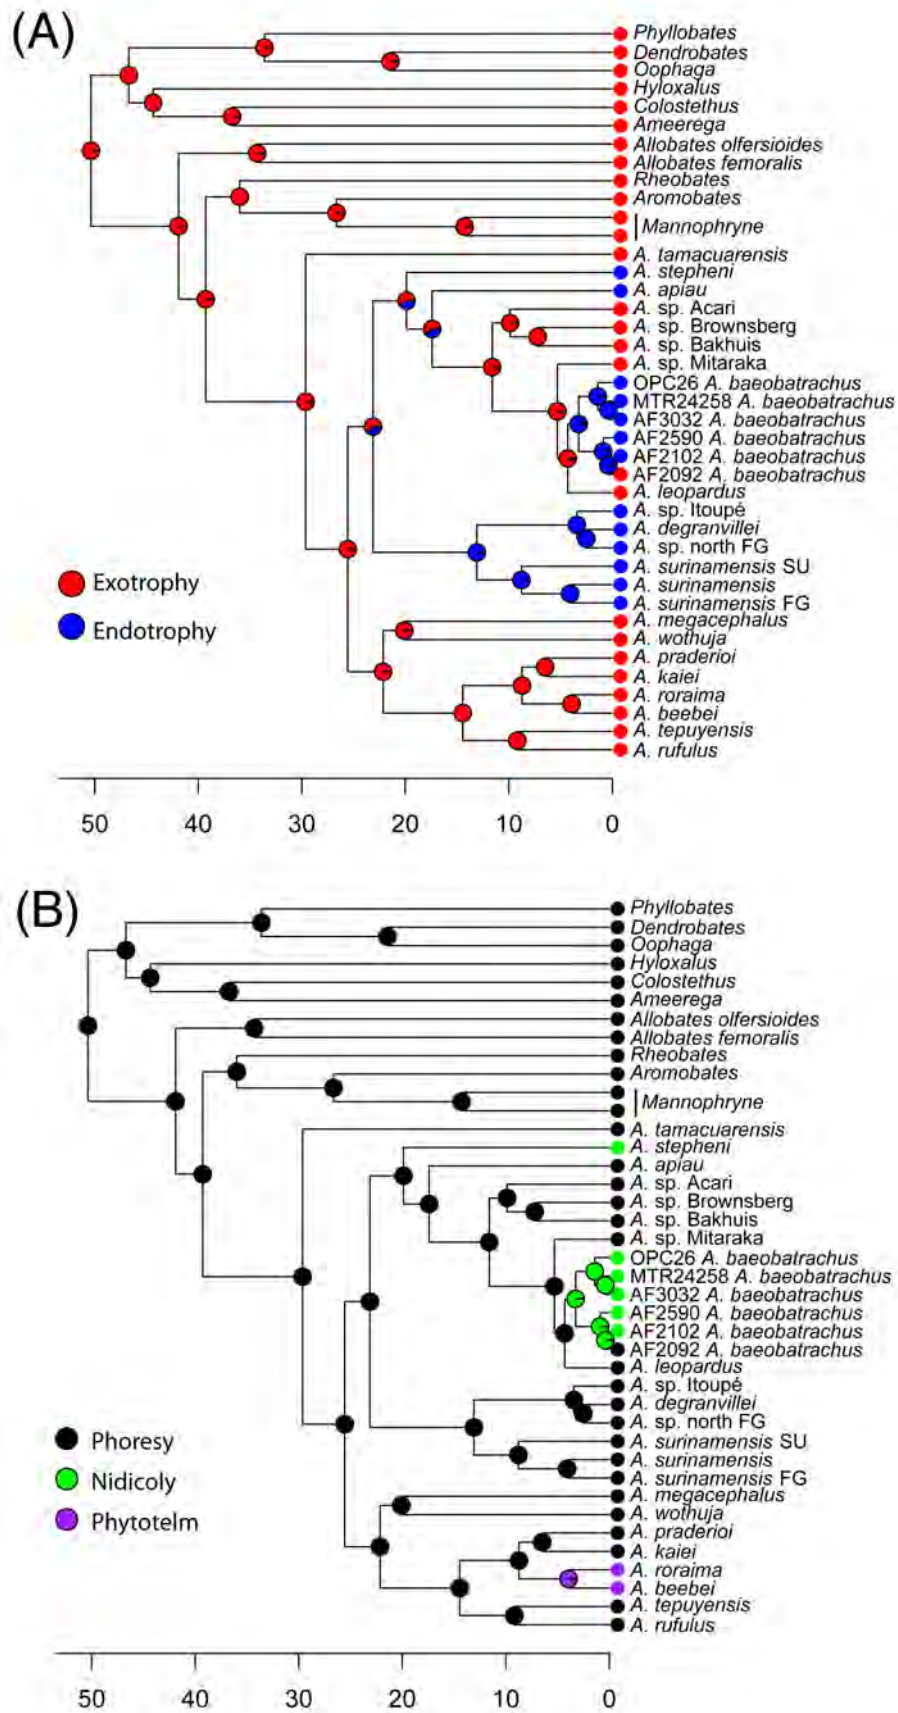 (A)
Phyllobates
Dendrobates
Oophaga
Hyloxalus
Colostethus
Ameerega
Allobates olfersioides
Allobates femoralis
Rheobates
Aromobates
Mannophryne
A. tamacuarensis
A. stepheni
A. apiau
A. sp. Acari
A. sp. Brownsberg
A. sp. Bakhuis
A. sp. Mitaraka
OPC26 A. baeobatrachus
MTR24258 A. baeobatrachus
AF3032 A. baeobatrachus
AF2590 A. baeobatrachus
AF2102 A. baeobatrachus
AF2092 A. baeobatrachus
A. leopardus
A. sp. Itoupé
A. degranvillei
A. sp. north FG
A. surinamensis SU
A. surinamensis
A. surinamensis FG
A. megacephalus
A. wothuja
A. praderioi
A. kaiei
A. roraima
A. beebei
A. tepuyensis
A. rufulus
Exotrophy
Endotrophy
50 40 30 20 10 0
(B)
Phyllobates
Dendrobates
Oophaga
Hyloxalus
Colostethus
Ameerega
Allobates olfersioides
Allobates femoralis
Rheobates
Aromobates
Mannophryne
A. tamacuarensis
A. stepheni
A. apiau
A. sp. Acari
A. sp. Brownsberg
A. sp. Bakhuis
A. sp. Mitaraka
OPC26 A. baeobatrachus
MTR24258 A. baeobatrachus
AF3032 A. baeobatrachus
AF2590 A. baeobatrachus
AF2102 A. baeobatrachus
AF2092 A. baeobatrachus
A. leopardus
A. sp. Itoupé
A. degranvillei
A. sp. north FG
A. surinamensis SU
A. surinamensis
A. surinamensis FG
A. megacephalus
A. wothuja
A. praderioi
A. kaiei
A. roraima
A. beebei
A. tepuyensis
A. rufulus
Phoresy
Nidicoly
Phytotelm
50 40 30 20 10 0